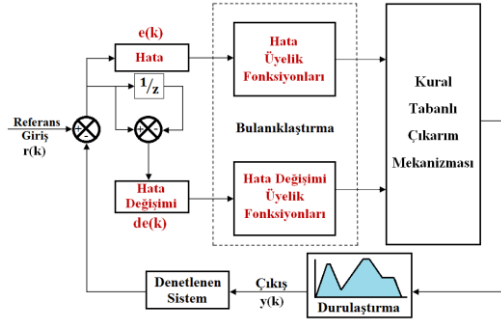 e(k)
Hata
1/z
Referans
Giriş
r(k)
+
-
+
-
Hata
Değişimi
de(k)
Hata
Üyelik
Fonksiyonları
Bulanıklaştırma
Hata Değişimi
Üyelik
Fonksiyonları
Kural
Tabanlı
Çıkarım
Mekanizması
Denetlenen
Sistem
Çıkış
y(k)
Durulaştırma